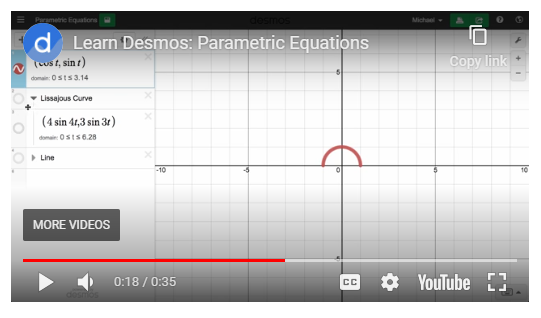 Parametric Equations
desmos
Michael
Learn Desmos: Parametric Equations
Copy link
(cos t, sin t)
domain: 0 ≤ t ≤ 3.14
Lissajous Curve
(4 sin 4t, 3 sin 3t)
domain: 0 ≤ t ≤ 6.28
Line
5
-10
-5
0
5
10
-5
MORE VIDEOS
0:18 / 0:35
CC
YouTube
desmos